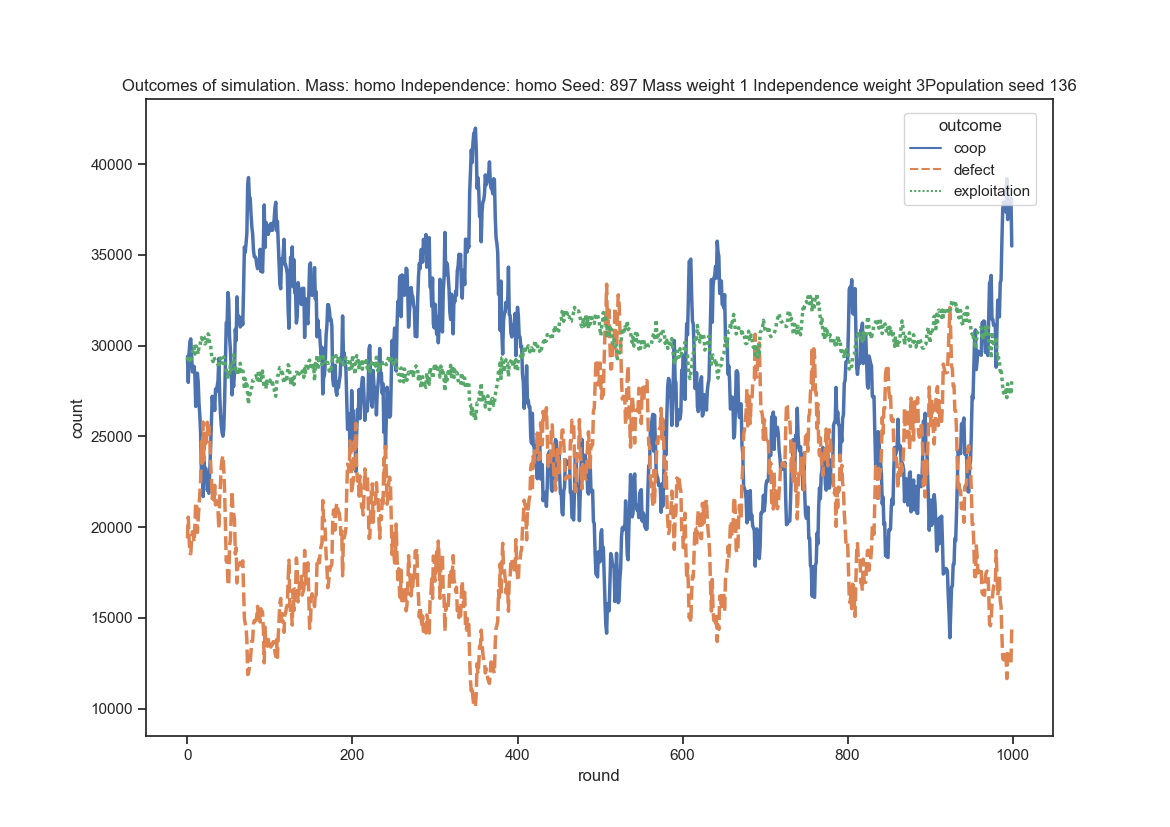 Outcomes of simulation. Mass: homo Independence: homo Seed: 897 Mass weight 1 Independence weight 3Population seed 136
outcome
coop
defect
exploitation
40000
35000
30000
25000
20000
15000
10000
count
0 200 400 600 800 1000
round